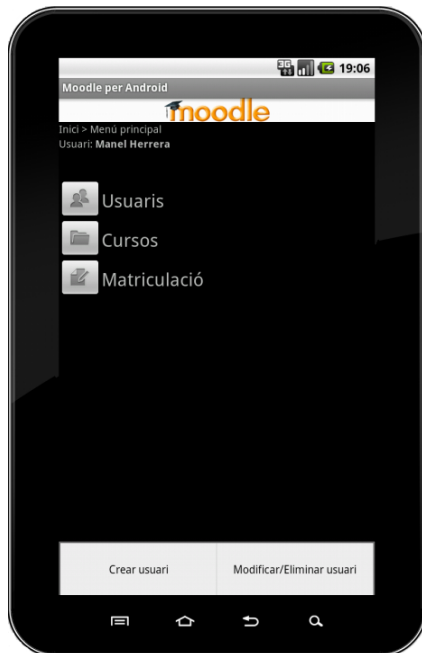 3G 19:06
Moodle per Android
moodle
Inici > Menú principal
Usuari: Manel Herrera
Usuaris
Cursos
Matriculació
Crear usuari Modificar/Eliminar usuari